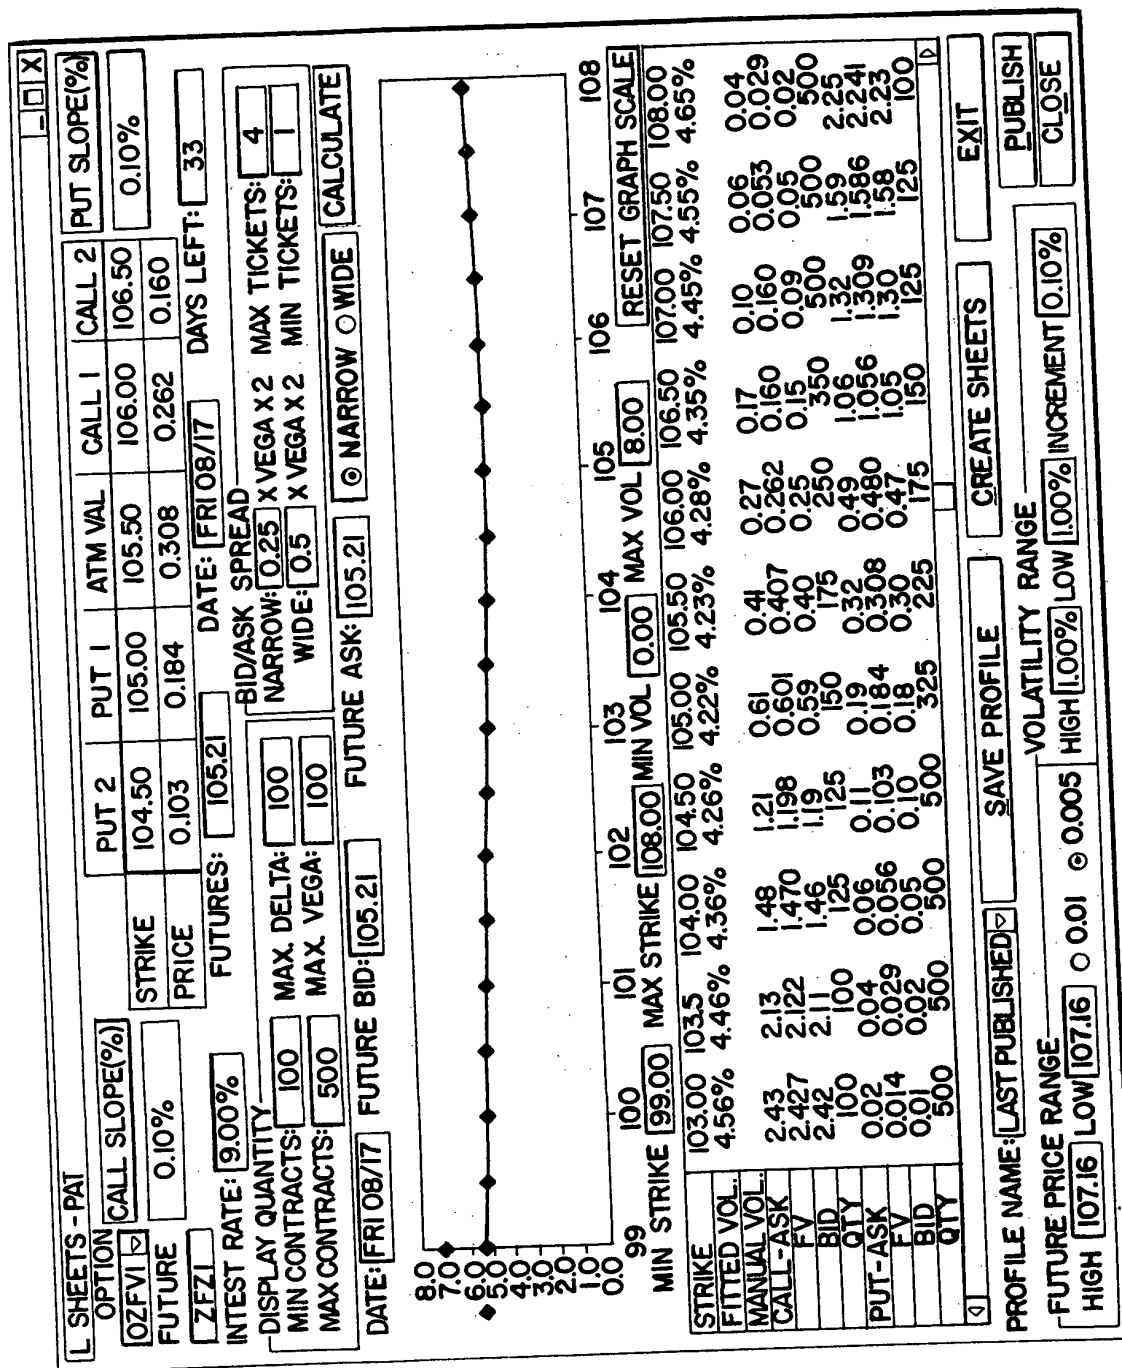 L SHEETS - PAT
OPTION CALL SLOPE(%) PUT 2 PUT 1 ATM VAL CALL 1 CALL 2 PUT SLOPE(%)
OZFV1 STRIKE 104.50 105.00 105.50 106.00 106.50
FUTURE 0.10% PRICE 0.103 0.184 0.308 0.262 0.160 0.10%
ZFZ1 FUTURES: 105.21 DATE: FRI 08/17 DAYS LEFT: 33
INTEST RATE: 9.00%
DISPLAY QUANTITY BID/ASK SPREAD
MIN CONTRACTS: 100 MAX. DELTA: 100 NARROW: 0.25 X VEGA X 2 MAX TICKETS: 4
MAX CONTRACTS: 500 MAX. VEGA: 100 WIDE: 0.5 X VEGA X 2 MIN TICKETS: 1
DATE: FRI 08/17 FUTURE BID: 105.21 FUTURE ASK: 105.21 NARROW WIDE CALCULATE
8.0
7.0
6.0
5.0
4.0
3.0
2.0
1.0
0.0
99 100 101 102 103 104 105 106 107 108
MIN STRIKE 99.00 MAX STRIKE 108.00 MIN VOL 0.00 MAX VOL 8.00 RESET GRAPH SCALE
STRIKE 103.00 103.5 104.00 104.50 105.00 105.50 106.00 106.50 107.00 107.50 108.00
FITTED VOL. 4.56% 4.46% 4.36% 4.26% 4.22% 4.23% 4.28% 4.35% 4.45% 4.55% 4.65%
MANUAL VOL.
CALL-ASK 2.43 2.13 1.48 1.21 0.61 0.41 0.27 0.17 0.10 0.06 0.04
FV 2.427 2.122 1.470 1.198 0.601 0.407 0.262 0.160 0.160 0.053 0.029
BID 2.42 2.11 1.46 1.19 0.59 0.40 0.25 0.15 0.09 0.05 0.02
QTY 100 100 125 125 150 175 250 350 500 500 500
PUT-ASK 0.02 0.04 0.06 0.11 0.19 0.32 0.49 1.06 1.32 1.59 2.25
FV 0.014 0.029 0.056 0.103 0.184 0.308 0.480 1.056 1.309 1.586 2.241
BID 0.01 0.02 0.05 0.10 0.18 0.30 0.47 1.05 1.30 1.58 2.23
QTY 500 500 500 500 325 225 175 150 125 125 100
PROFILE NAME: LAST PUBLISHED SAVE PROFILE CREATE SHEETS EXIT
FUTURE PRICE RANGE VOLATILITY RANGE PUBLISH
HIGH 107.16 LOW 107.16 0.01 0.005 HIGH 1.00% LOW 1.00% INCREMENT 0.10% CLOSE